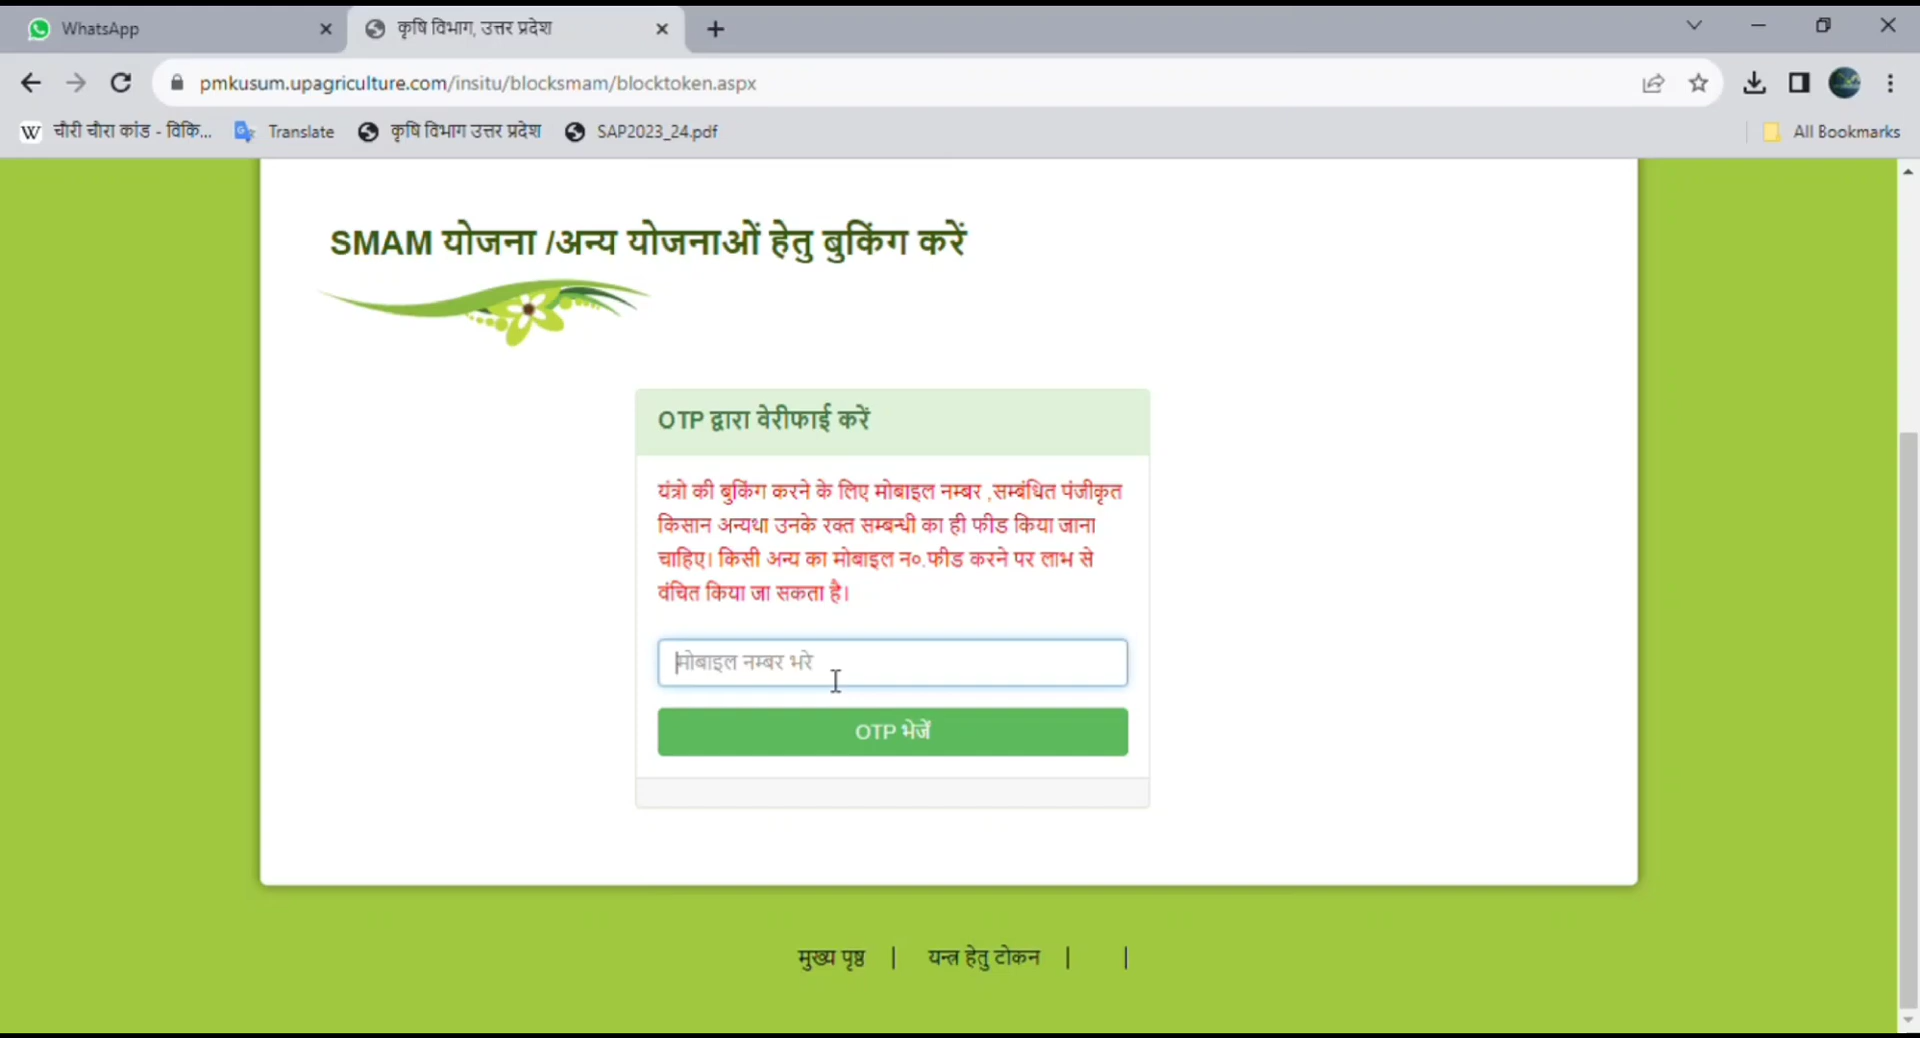 WhatsApp
कृषि विभाग, उत्तर प्रदेश
pmkusum.upagriculture.com/insitu/blocksmam/blocktoken.aspx
W चौरी चौरा कांड - विकि... Translate कृषि विभाग उत्तर प्रदेश SAP2023_24.pdf All Bookmarks
SMAM योजना /अन्य योजनाओं हेतु बुकिंग करें
OTP द्वारा वेरीफाई करें
यंत्रो की बुकिंग करने के लिए मोबाइल नम्बर ,सम्बंधित पंजीकृत
किसान अन्यथा उनके रक्त सम्बन्धी का ही फीड किया जाना
चाहिए। किसी अन्य का मोबाइल न०.फीड करने पर लाभ से
वंचित किया जा सकता है।
मोबाइल नम्बर भरे
OTP भेजें
मुख्य पृष्ठ | यन्त्र हेतु टोकन | |